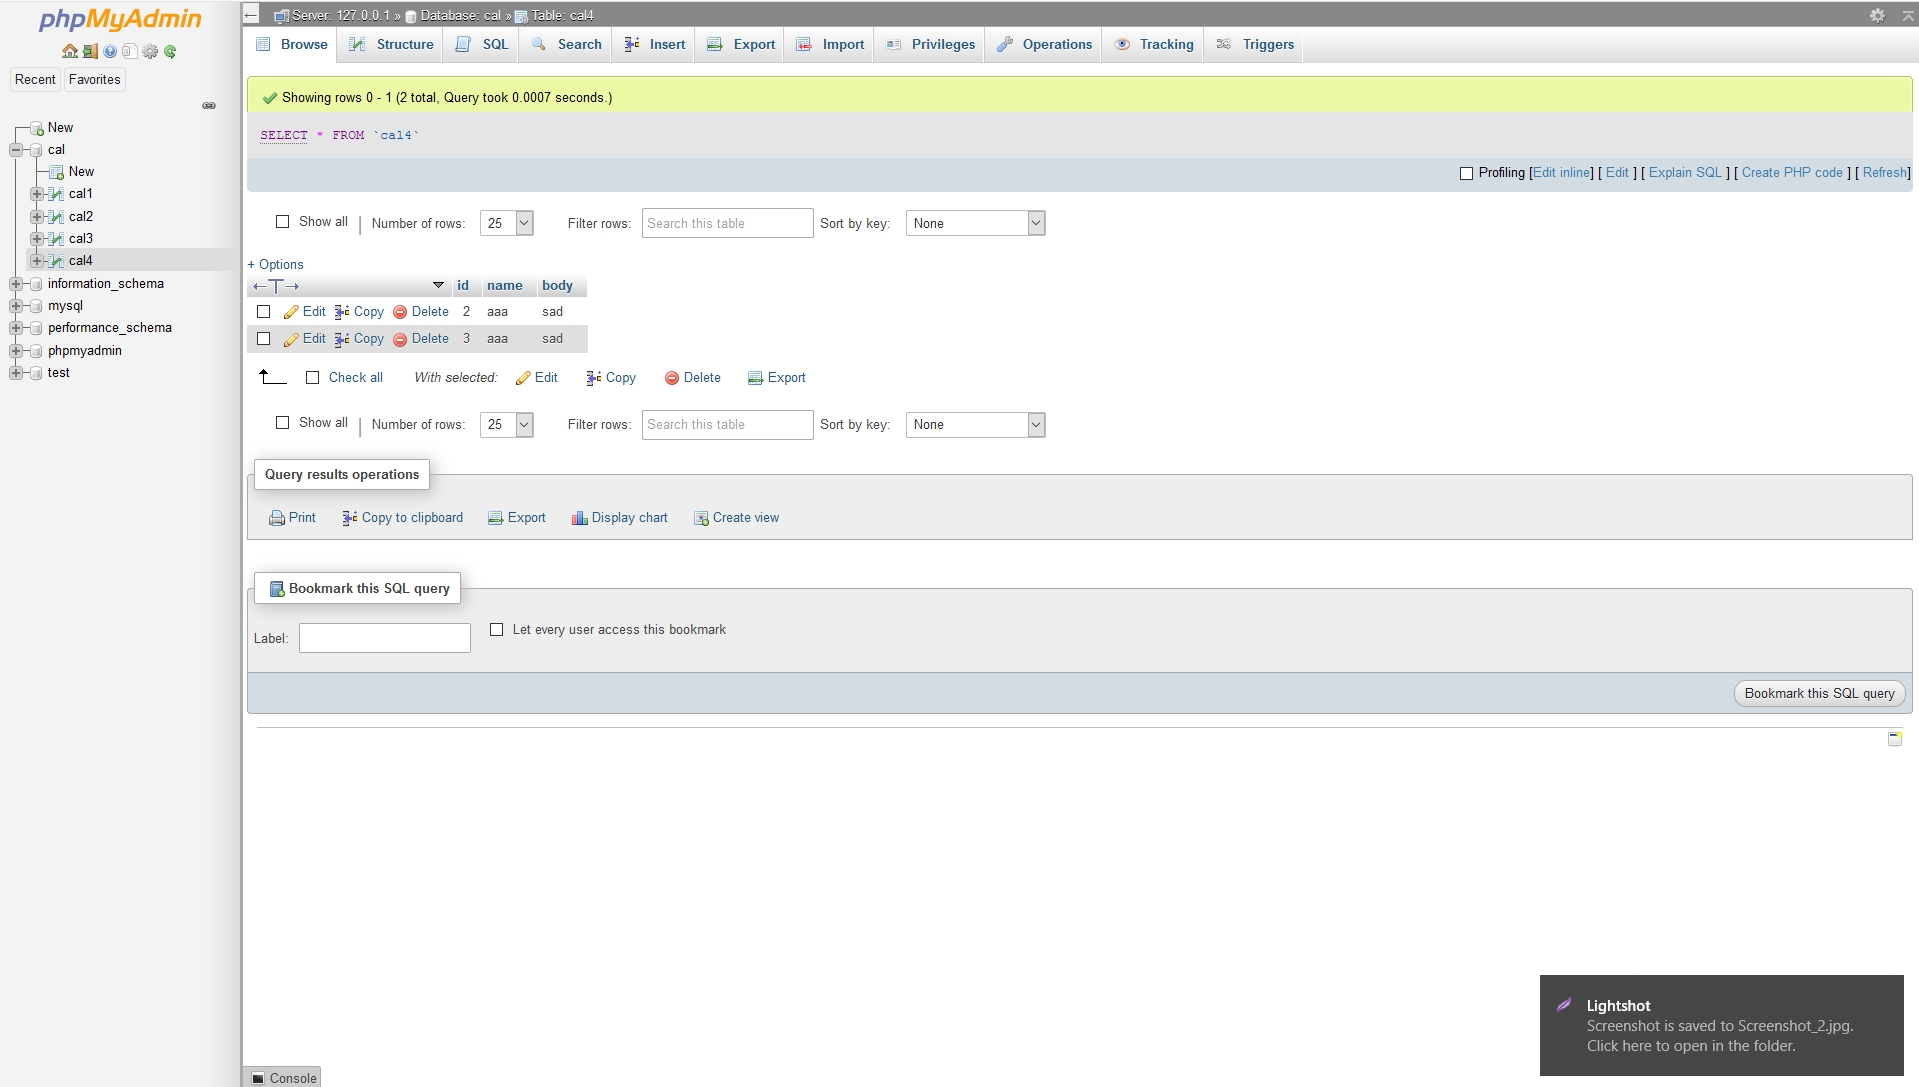 phpMyAdmin
Recent Favorites
New
cal
New
cal1
cal2
cal3
cal4
information_schema
mysql
performance_schema
phpmyadmin
test
Server: 127.0.0.1 » Database: cal » Table: cal4
Browse Structure SQL Search Insert Export Import Privileges Operations Tracking Triggers
Showing rows 0 - 1 (2 total, Query took 0.0007 seconds.)
SELECT * FROM `cal4`
Profiling [Edit inline] [ Edit ] [ Explain SQL ] [ Create PHP code ] [ Refresh]
Show all | Number of rows: 25 Filter rows: Search this table Sort by key: None
+ Options
←T→ id name body
Edit Copy Delete 2 aaa sad
Edit Copy Delete 3 aaa sad
Check all With selected: Edit Copy Delete Export
Show all | Number of rows: 25 Filter rows: Search this table Sort by key: None
Query results operations
Print Copy to clipboard Export Display chart Create view
Bookmark this SQL query
Label: Let every user access this bookmark
Bookmark this SQL query
Lightshot
Screenshot is saved to Screenshot_2.jpg.
Click here to open in the folder.
Console